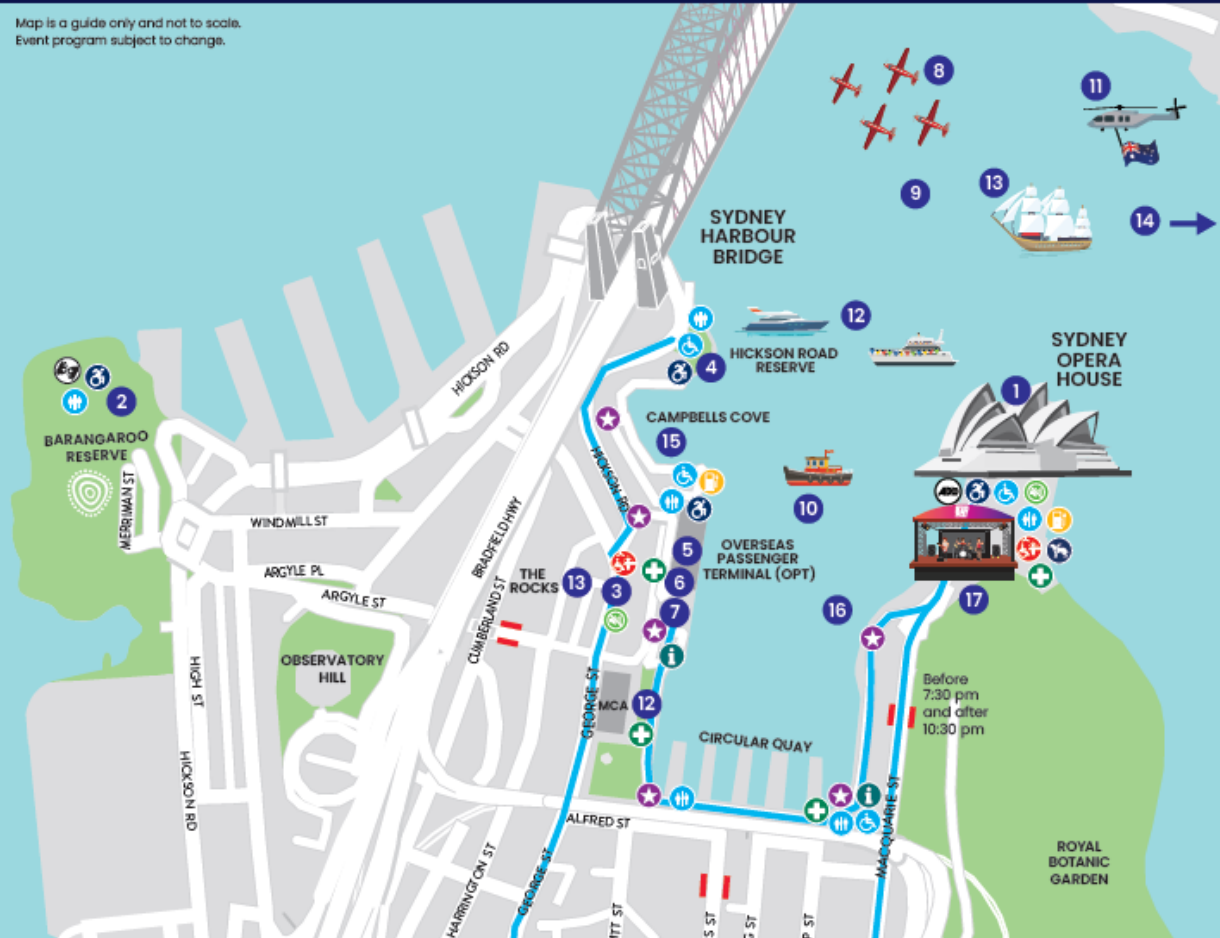 Map is a guide only and not to scale.
Event program subject to change.
8
11
13
9
14
SYDNEY
HARBOUR
BRIDGE
12
HICKSON ROAD
RESERVE
4
SYDNEY
OPERA
HOUSE
1
HICKSON RD
2
BARANGAROO
RESERVE
MERRIMAN ST
CAMPBELLS COVE
15
HICKSON RD
10
WINDMILL ST
BRADFIELD HWY
5
OVERSEAS
PASSENGER
TERMINAL (OPT)
6
7
ARGYLE PL
ARGYLE ST
THE
ROCKS
13
3
CUMBERLAND ST
16
17
OBSERVATORY
HILL
HIGH ST
GEORGE ST
MCA
12
i
Before
7:30 pm
and after
10:30 pm
CIRCULAR QUAY
HICKSON RD
i
ALFRED ST
MACQUARIE ST
HARRINGTON ST
GEORGE ST
ROYAL
BOTANIC
GARDEN
TT ST
S ST
ST
P ST